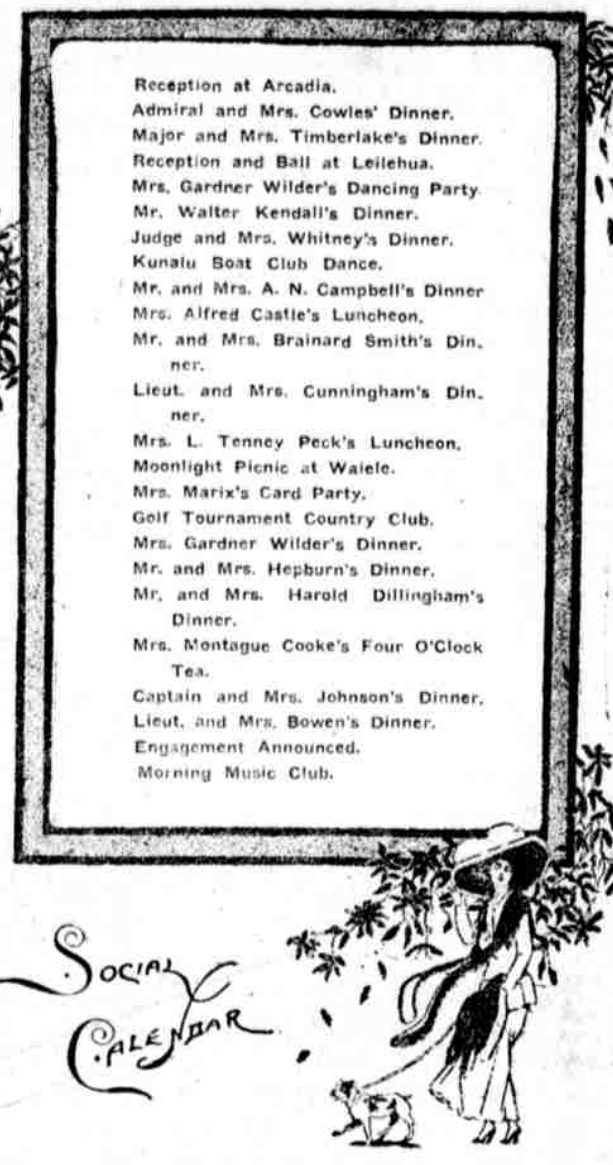 Reception at Arcadia.
Admiral and Mrs. Cowles' Dinner.
Major and Mrs. Timberlake's Dinner.
Reception and Ball at Leilehua.
Mrs. Gardner Wilder's Dancing Party.
Mr. Walter Kendall's Dinner.
Judge and Mrs. Whitney's Dinner.
Kunalu Boat Club Dance.
Mr. and Mrs. A. N. Campbell's Dinner
Mrs. Alfred Castle's Luncheon.
Mr. and Mrs. Brainard Smith's Din-
ner.
Lieut. and Mrs. Cunningham's Din-
ner.
Mrs. L. Tenney Peck's Luncheon.
Moonlight Picnic at Waiele.
Mrs. Marix's Card Party.
Golf Tournament Country Club.
Mrs. Gardner Wilder's Dinner.
Mr. and Mrs. Hepburn's Dinner.
Mr. and Mrs. Harold Dillingham's
Dinner.
Mrs. Montague Cooke's Four O'Clock
Tea.
Captain and Mrs. Johnson's Dinner.
Lieut. and Mrs. Bowen's Dinner.
Engagement Announced.
Morning Music Club.
Social
Calendar